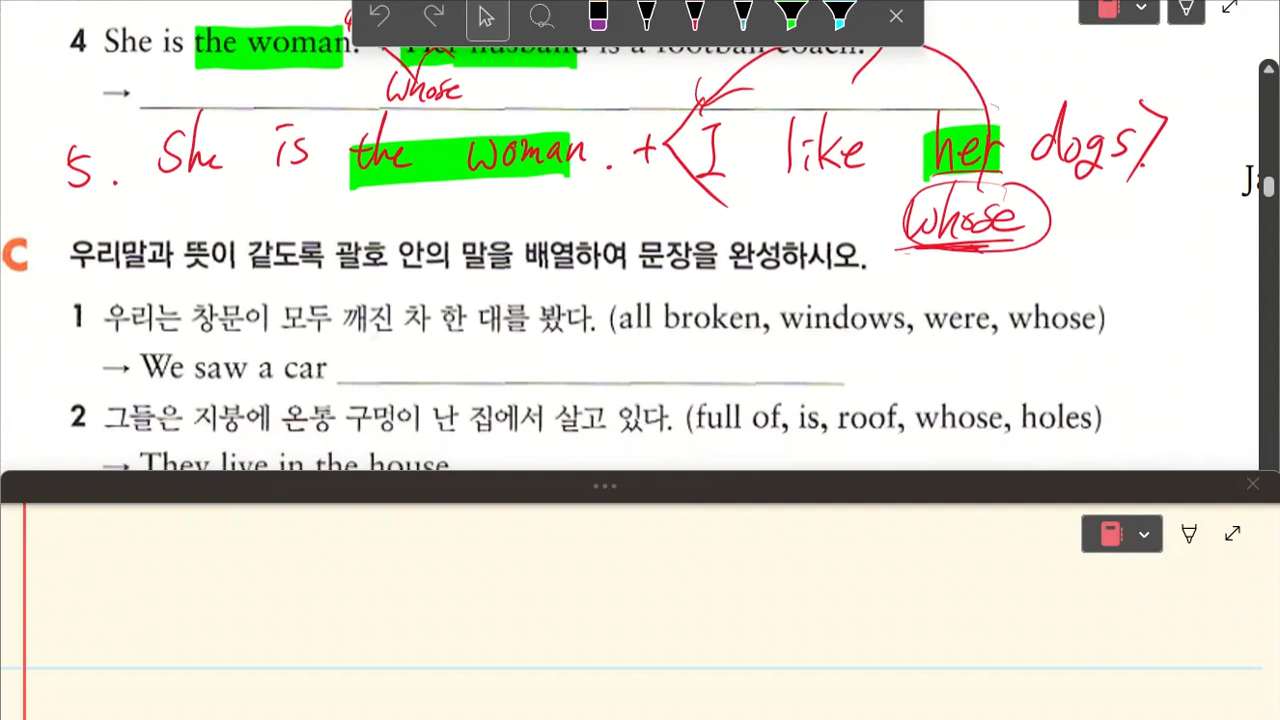 4 She is the woman. Her husband is a football coach.
whose
→
5. She is the woman. + <I like her dogs.>
whose
Ja
C 우리말과 뜻이 같도록 괄호 안의 말을 배열하여 문장을 완성하시오.
1 우리는 창문이 모두 깨진 차 한 대를 봤다. (all broken, windows, were, whose)
→ We saw a car
2 그들은 지붕에 온통 구멍이 난 집에서 살고 있다. (full of, is, roof, whose, holes)
→ They live in the house